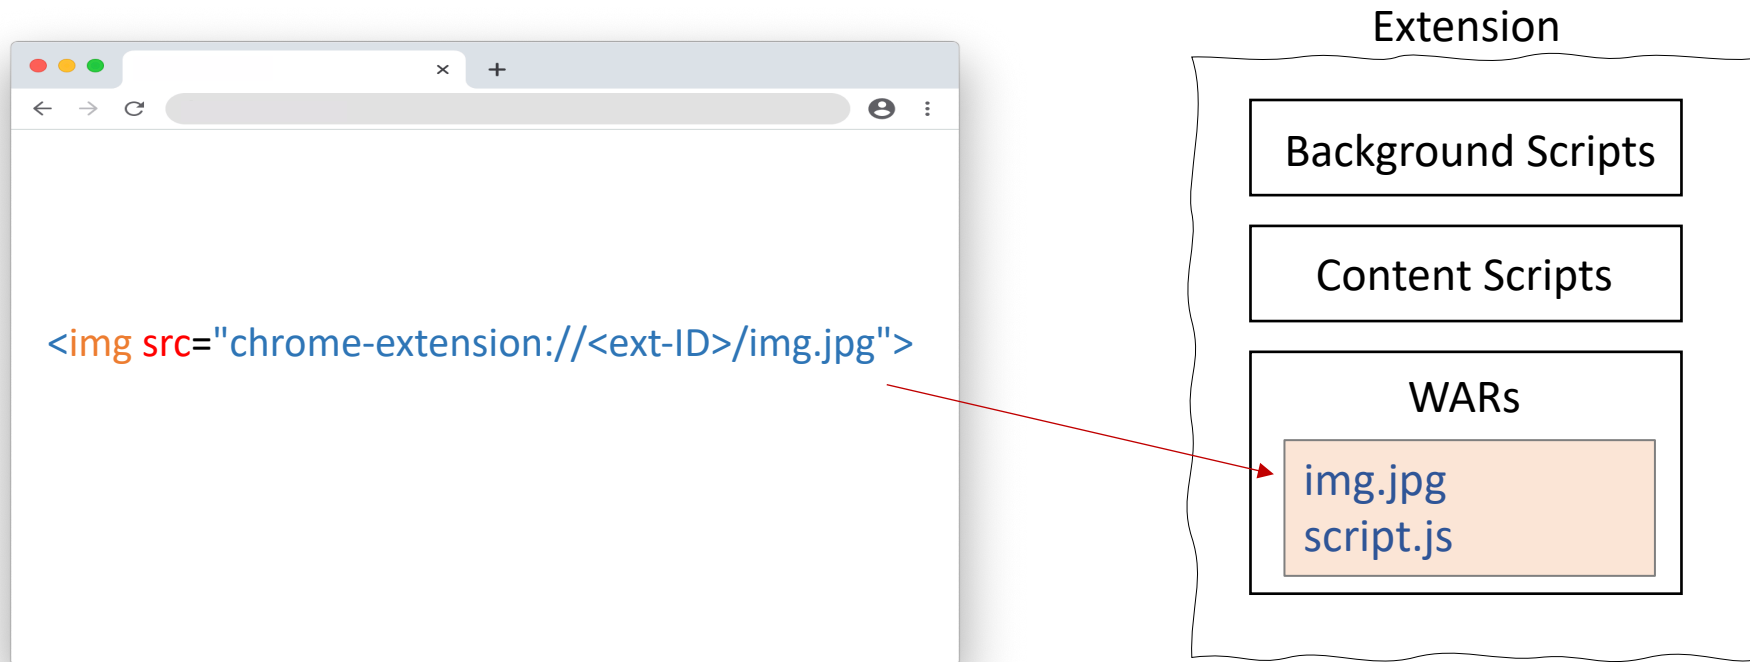 Extension
Background Scripts
Content Scripts
<img src="chrome-extension://<ext-ID>/img.jpg">
WARs
img.jpg
script.js